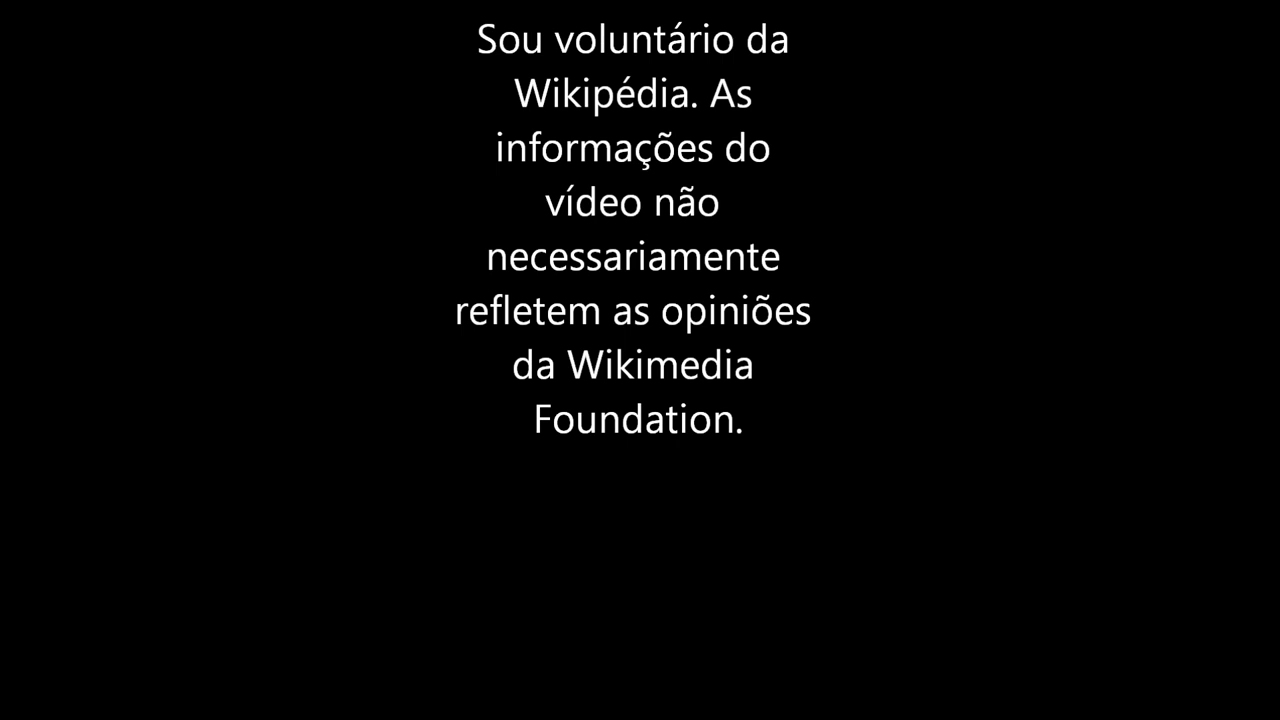 Sou voluntário da
Wikipédia. As
informações do
vídeo não
necessariamente
refletem as opiniões
da Wikimedia
Foundation.